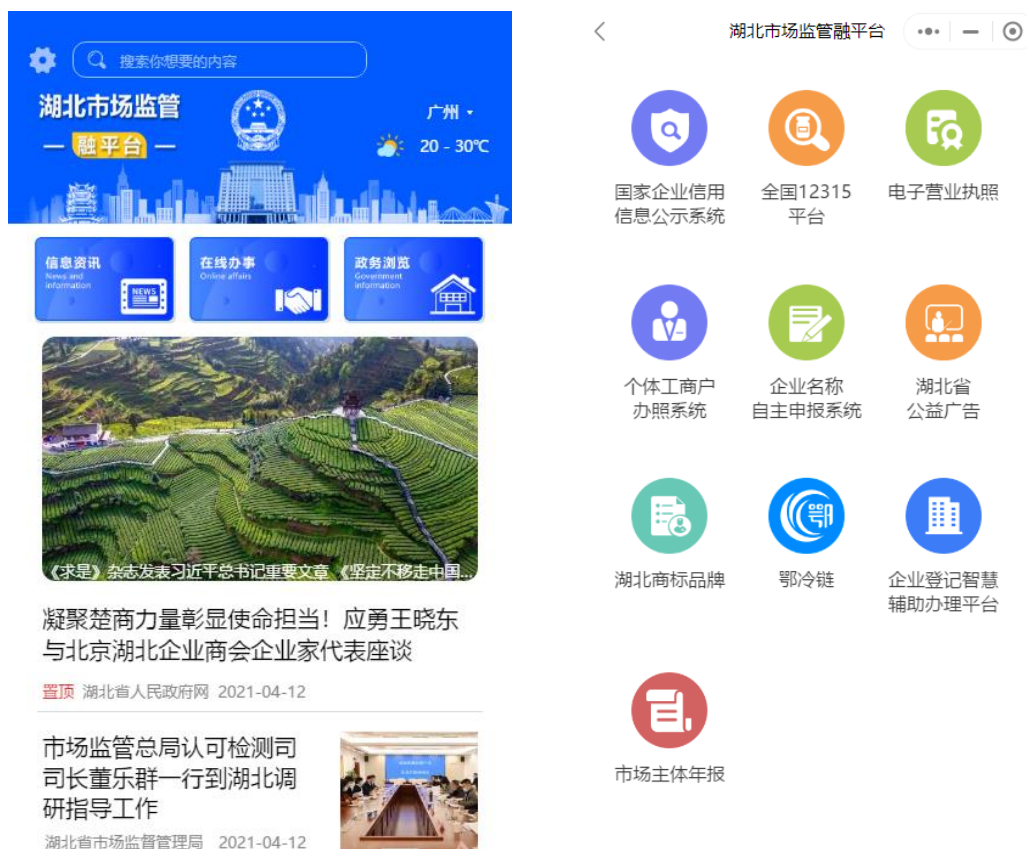 搜索你想要的内容
湖北市场监管
融平台
广州
20 - 30℃
信息资讯
News and
information
NEWS
在线办事
Online affairs
政务浏览
Government
information
《求是》杂志发表习近平总书记重要文章 《坚定不移走中国...
凝聚楚商力量彰显使命担当！应勇王晓东
与北京湖北企业商会企业家代表座谈
置顶 湖北省人民政府网 2021-04-12
市场监管总局认可检测司
司长董乐群一行到湖北调
研指导工作
湖北省市场监督管理局 2021-04-12
湖北市场监管融平台
国家企业信用
信息公示系统
全国12315
平台
电子营业执照
个体工商户
办照系统
企业名称
自主申报系统
湖北省
公益广告
湖北商标品牌
鄂
鄂冷链
企业登记智慧
辅助办理平台
市场主体年报